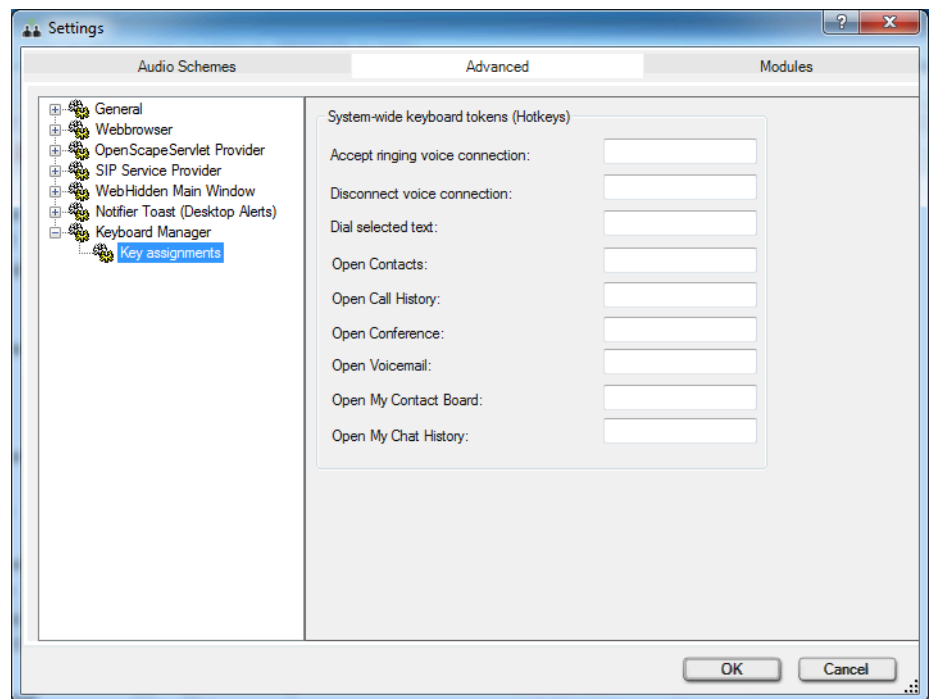 Settings
?
X
Audio Schemes
Advanced
Modules
General
Webbrowser
OpenScapeServlet Provider
SIP Service Provider
WebHidden Main Window
Notifier Toast (Desktop Alerts)
Keyboard Manager
Key assignments
System-wide keyboard tokens (Hotkeys)
Accept ringing voice connection:
Disconnect voice connection:
Dial selected text:
Open Contacts:
Open Call History:
Open Conference:
Open Voicemail:
Open My Contact Board:
Open My Chat History:
OK
Cancel